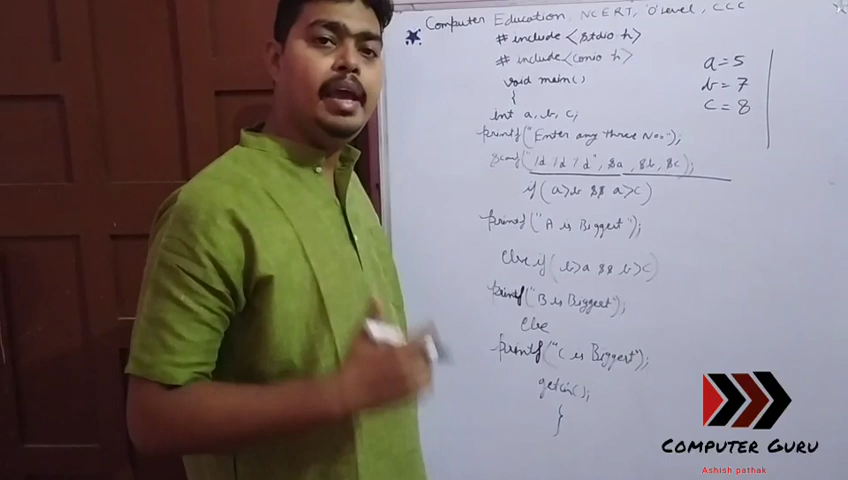 Computer Education, NCERT, 'O' Level, CCC
# include <stdio h>
# include <conio h>
void main()
{
int a, b, c;
printf("Enter any three No.");
scanf("%d %d %d", &a, &b, &c);
if (a>b && a>c)
printf("A is Biggest");
Else if (b>a && b>c)
printf("B is Biggest");
Else
printf("C is Biggest");
getch();
}
a=5
b=7
c=8
COMPUTER GURU
Ashish pathak